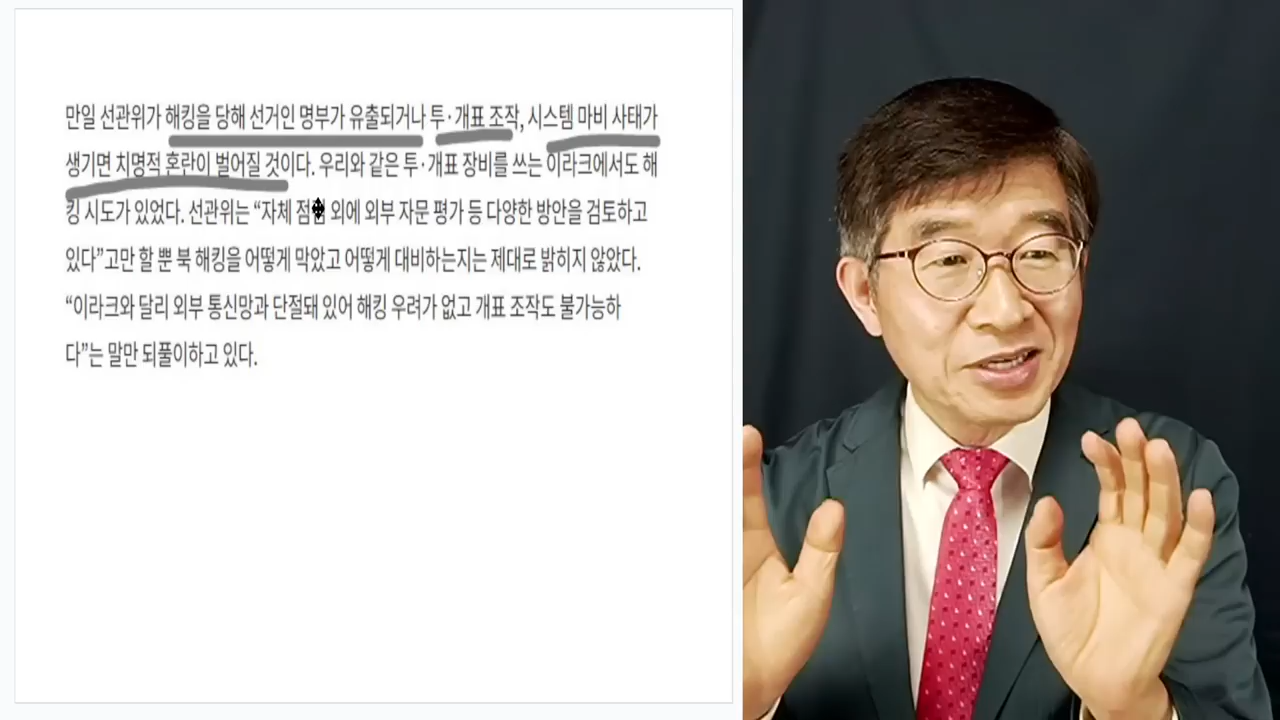 만일 선관위가 해킹을 당해 선거인 명부가 유출되거나 투·개표 조작, 시스템 마비 사태가
생기면 치명적 혼란이 벌어질 것이다. 우리와 같은 투·개표 장비를 쓰는 이라크에서도 해
킹 시도가 있었다. 선관위는 “자체 외에 외부 자문 평가 등 다양한 방안을 검토하고
있다”고만 할 뿐 북 해킹을 어떻게 막았고 어떻게 대비하는지는 제대로 밝히지 않았다.
“이라크와 달리 외부 통신망과 단절돼 있어 해킹 우려가 없고 개표 조작도 불가능하
다”는 말만 되풀이하고 있다.